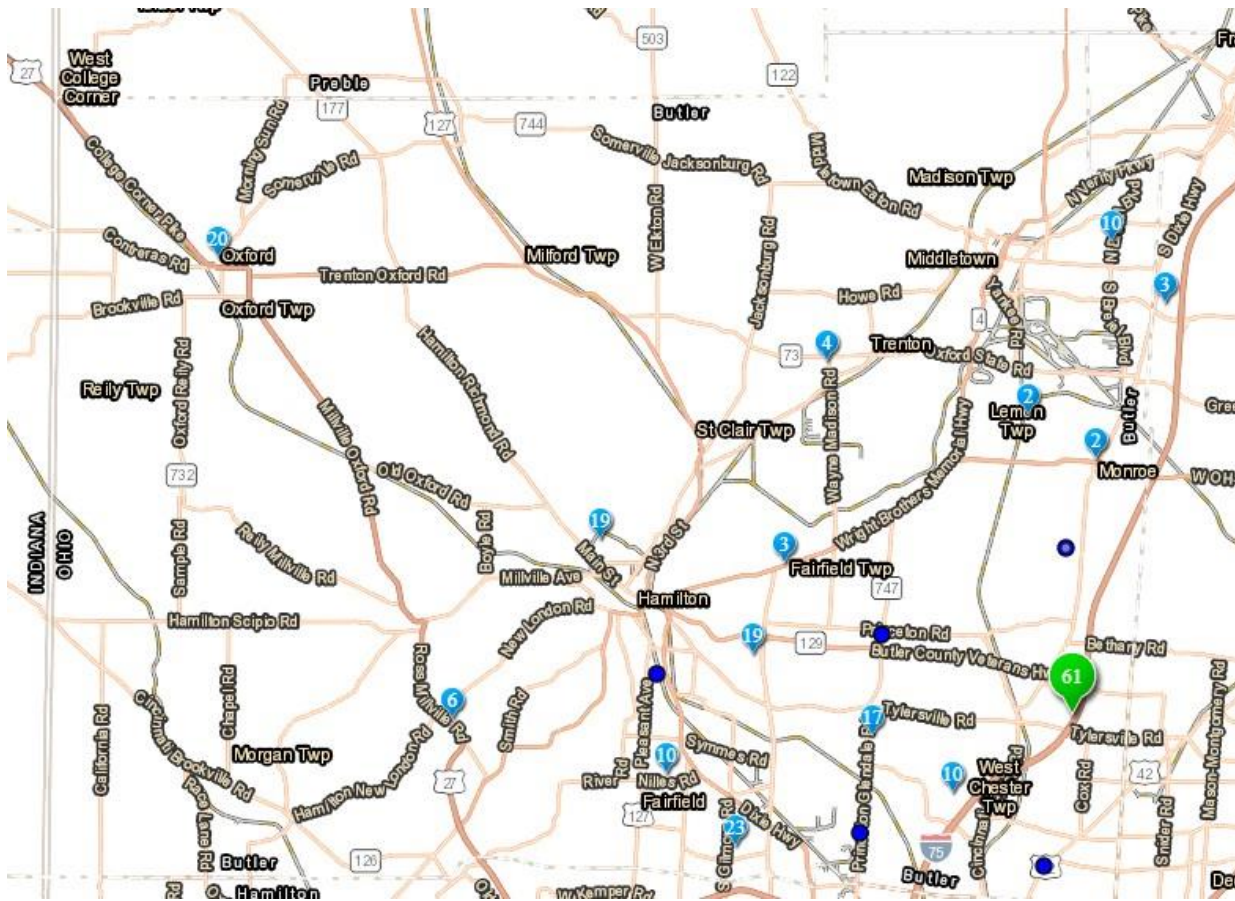 West
College
Corner
27
Preble
177
127
744
503
122
Butler
Morning Sun Rd
Somerville Rd
Somerville Jacksonburg Rd
Middletown Eaton Rd
Madison Twp
N Verity Pkwy
S Dixie Hwy
College Corner Pike
Contreras Rd
20
Oxford
Trenton Oxford Rd
Milford Twp
W Elkton Rd
Jacksonburg Rd
Middletown
10
3
Brookville Rd
Oxford Twp
Howe Rd
Yankee Rd
S Breiel Blvd
4
Oxford Reily Rd
Reily Twp
Hamilton Richmond Rd
73
4
Trenton
Oxford State Rd
Millville Oxford Rd
St Clair Twp
Wayne Madison Rd
2
Lemon
Twp
Butler
2
Monroe
W OH-
Gree
732
Old Oxford Rd
Wright Brothers Memorial Hwy
INDIANA
OHIO
Sample Rd
Reily Millville Rd
Boyle Rd
19
Main St
N 3rd St
3
Fairfield Twp
747
Millville Ave
Hamilton
Hamilton Scipio Rd
New London Rd
19
129
Princeton Rd
Butler County Veterans Hw
Bethany Rd
61
California Rd
Chapel Rd
Cincinnati Brookville Rd
Morgan Twp
Ross Millville Rd
6
Smith Rd
Pleasant Ave
17
Tylersville Rd
Tylersville Rd
Mason-Montgomery Rd
Symmes Rd
10
Nilles Rd
River Rd
Fairfield
Hamilton New London Rd
27
127
10
West
Chester
Twp
Cox Rd
42
Snider Rd
Race Lane Rd
23
S Gilmore Rd
Dixie Hwy
75
126
Butler
Hamilton
W Kemper Rd
Butler